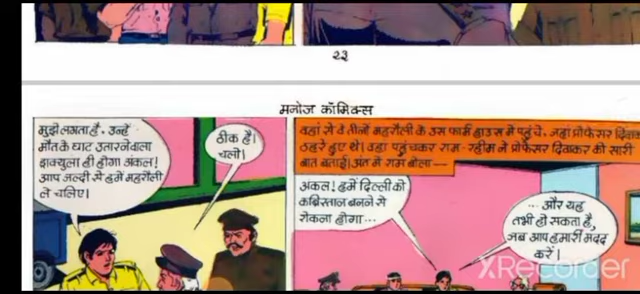 २३
मनोज कॉमिक्स
मुझे लगता है, उन्हें
मौत के घाट उतारनेवाला
ड्राक्युला ही होगा अंकल!
आप जल्दी से हमें महरौली
ले चलिए।
ठीक है।
चलो।
वहां से वे तीनों महरौली के उस फार्म हाउस में पहुंचे, जहां प्रोफेसर दिवाक
ठहरे हुए थे। वहां पहुंचकर राम-रहीम ने प्रोफेसर दिवाकर को सारी
बात बताई। अंत में राम बोला —
अंकल! हमें दिल्ली को
कब्रिस्तान बनने से
रोकना होगा...
... और यह
तभी हो सकता है,
जब आप हमारी मदद
करें।
XRecorder